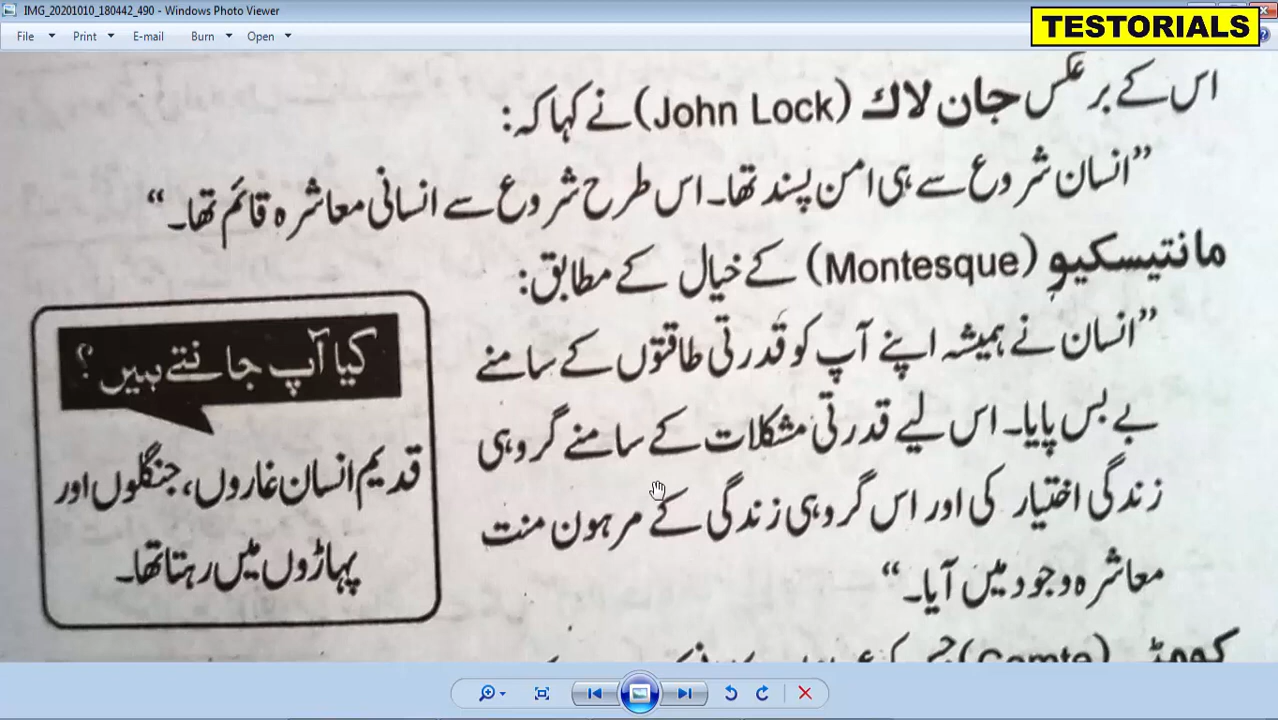 IMG_20201010_180442_490 - Windows Photo Viewer
TESTORIALS
File Print E-mail Burn Open
اس کے برعکس جان لاک (John Lock) نے کہا کہ:
”انسان شروع سے ہی امن پسند تھا۔ اس طرح شروع سے انسانی معاشرہ قائم تھا۔“
مانتیسکیو (Montesque) کے خیال کے مطابق:
”انسان نے ہمیشہ اپنے آپ کو قدرتی طاقتوں کے سامنے
بے بس پایا۔ اس لیے قدرتی مشکلات کے سامنے گروہی
زندگی اختیار کی اور اس گروہی زندگی کے مرہون منت
معاشرہ وجود میں آیا۔“
کیا آپ جانتے ہیں؟
قدیم انسان غاروں، جنگلوں اور
پہاڑوں میں رہتا تھا۔
(Comte)